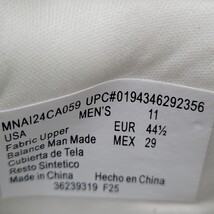 MNAI24CA059 UPC#0194346292356
USA MEN'S 11
Fabric Upper EUR 44½
Balance Man Made
Cubierta de Tela MEX 29
Resto Sintetico
Made in China Hecho en China
36239319 F25